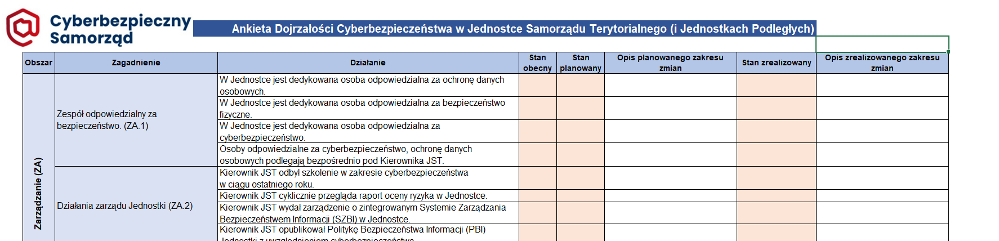 Cyberbezpieczny
Samorząd
Ankieta Dojrzałości Cyberbezpieczeństwa w Jednostce Samorządu Terytorialnego (i Jednostkach Podległych)
Obszar
Zagadnienie
Działanie
Stan
obecny
Stan
planowany
Opis planowanego zakresu
zmian
Stan zrealizowany
Opis zrealizowanego zakresu
zmian
Zarządzanie (ZA)
Zespół odpowiedzialny za
bezpieczeństwo. (ZA.1)
W Jednostce jest dedykowana osoba odpowiedzialna za ochronę danych
osobowych.
W Jednostce jest dedykowana osoba odpowiedzialna za bezpieczeństwo
fizyczne.
W Jednostce jest dedykowana osoba odpowiedzialna za
cyberbezpieczeństwo.
Osoby odpowiedzialne za cyberbezpieczeństwo, ochronę danych
osobowych podlegają bezpośrednio pod Kierownika JST.
Działania zarządu Jednostki (ZA.2)
Kierownik JST odbył szkolenie w zakresie cyberbezpieczeństwa
w ciągu ostatniego roku.
Kierownik JST cyklicznie przegląda raport oceny ryzyka w Jednostce.
Kierownik JST wydał zarządzenie o zintegrowanym Systemie Zarządzania
Bezpieczeństwem Informacji (SZBI) w Jednostce.
Kierownik JST opublikował Politykę Bezpieczeństwa Informacji (PBI)
Jednostki z uwzględnieniem cyberbezpieczeństwa.